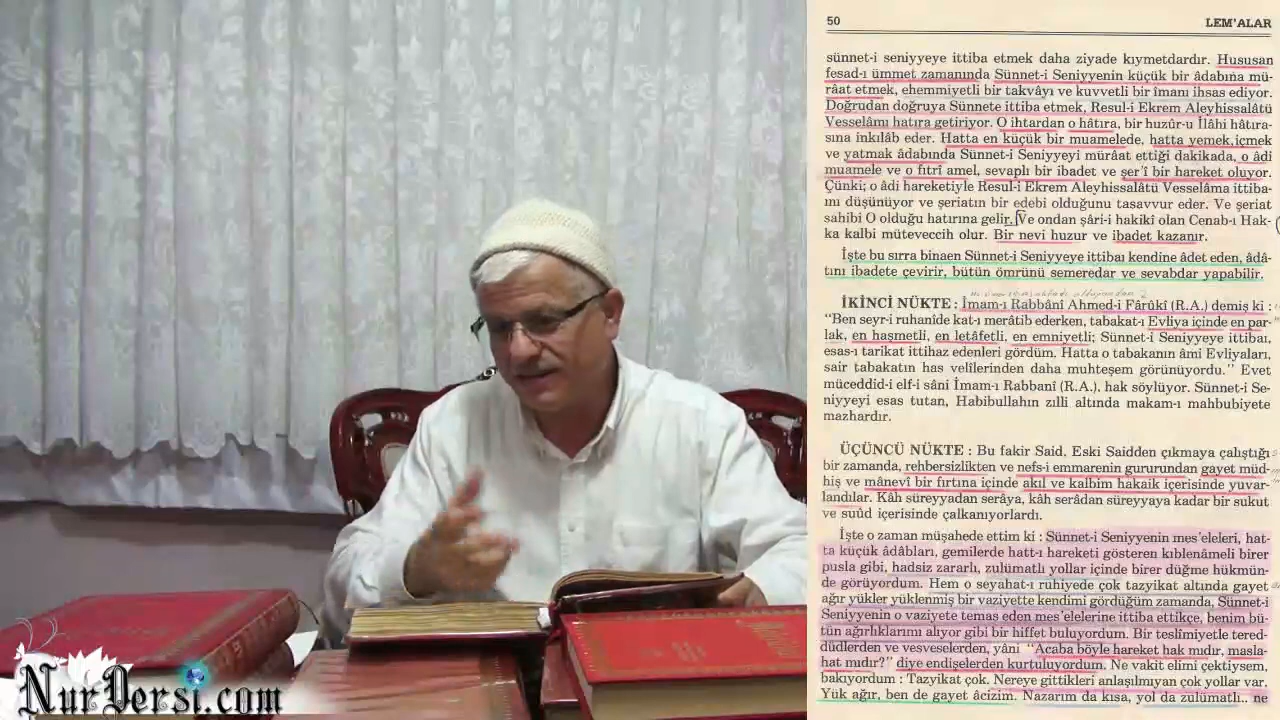 50 LEM'ALAR
sünnet-i seniyyeye ittiba etmek daha ziyade kıymetdardır. Hususan
fesad-ı ümmet zamanında Sünnet-i Seniyyenin küçük bir âdabına mü-
râat etmek, ehemmiyetli bir takvâyı ve kuvvetli bir îmanı ihsas ediyor.
Doğrudan doğruya Sünnete ittiba etmek, Resul-i Ekrem Aleyhissalâtü
Vesselâmı hatıra getiriyor. O ihtardan o hâtıra, bir huzûr-u İlâhi hâtıra-
sına inkılâb eder. Hatta en küçük bir muamelede, hatta yemek,içmek
ve yatmak âdabında Sünnet-i Seniyyeyi mürâat ettiği dakikada, o âdi
muamele ve o fıtrî amel, sevaplı bir ibadet ve şer'î bir hareket oluyor.
Çünki; o âdi hareketiyle Resul-i Ekrem Aleyhissalâtü Vesselâma ittiba-
ını düşünüyor ve şeriatın bir edebi olduğunu tasavvur eder. Ve şeriat
sahibi O olduğu hatırına gelir. Ve ondan şâri-i hakikî olan Cenab-ı Hak-
ka kalbi müteveccih olur. Bir nevi huzur ve ibadet kazanır.
İşte bu sırra binaen Sünnet-i Seniyyeye ittibaı kendine âdet eden, âdâ-
tını ibadete çevirir, bütün ömrünü semeredar ve sevabdar yapabilir.
İKİNCİ NÜKTE : İmam-ı Rabbânî Ahmed-i Fârûkî (R.A.) demiş ki :
"Ben seyr-i ruhanîde kat-ı merâtib ederken, tabakat-ı Evliya içinde en par-
lak, en haşmetli, en letâfetli, en emniyetli; Sünnet-i Seniyyeye ittibaı,
esas-ı tarikat ittihaz edenleri gördüm. Hatta o tabakanın âmi Evliyaları,
sair tabakatın has velîlerinden daha muhteşem görünüyordu." Evet
müceddid-i elf-i sâni İmam-ı Rabbanî (R.A.), hak söylüyor. Sünnet-i Se-
niyyeyi esas tutan, Habibullahın zılli altında makam-ı mahbubiyete
mazhardır.
ÜÇÜNCÜ NÜKTE : Bu fakir Said, Eski Saidden çıkmaya çalıştığı
bir zamanda, rehbersizlikten ve nefs-i emmarenin gururundan gayet müd-
hiş ve mânevî bir fırtına içinde akıl ve kalbim hakaik içerisinde yuvar-
landılar. Kâh süreyyadan serâya, kâh serâdan süreyyaya kadar bir sukut
ve suûd içerisinde çalkanıyorlardı.
İşte o zaman müşahede ettim ki : Sünnet-i Seniyyenin mes'eleleri, hat-
ta küçük âdâbları, gemilerde hatt-ı hareketi gösteren kıblenâmeli birer
pusla gibi, hadsiz zararlı, zulümatlı yollar içinde birer düğme hükmün-
de görüyordum. Hem o seyahat-ı ruhiyede çok tazyikat altında gayet
ağır yükler yüklenmiş bir vaziyette kendimi gördüğüm zamanda, Sünnet-i
Seniyyenin o vaziyete temas eden mes'elelerine ittiba ettikçe, benim bü-
tün ağırlıklarımı alıyor gibi bir hiffet buluyordum. Bir teslîmiyetle tered-
düdlerden ve vesveselerden, yâni "Acaba böyle hareket hak mıdır, masla-
hat mıdır?" diye endişelerden kurtuluyordum. Ne vakit elimi çektiysem,
bakıyordum : Tazyikat çok. Nereye gittikleri anlaşılmıyan çok yollar var.
Yük ağır, ben de gayet âcizim. Nazarım da kısa, yol da zulümatlı.. ne
NurDersi.com